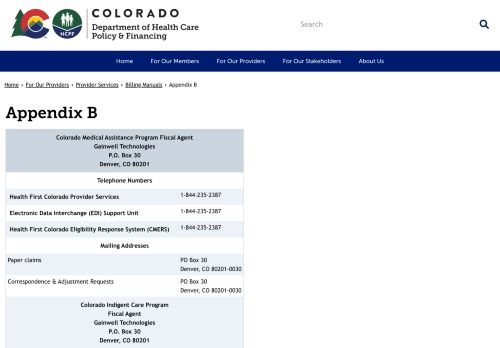 COLORADO
Department of Health Care
Policy & Financing
HCPF
Search
Home
For Our Members
For Our Providers
For Our Stakeholders
About Us
Home › For Our Providers › Provider Services › Billing Manuals › Appendix B
Appendix B
Colorado Medical Assistance Program Fiscal Agent
Gainwell Technologies
P.O. Box 30
Denver, CO 80201
Telephone Numbers
Health First Colorado Provider Services 1-844-235-2387
Electronic Data Interchange (EDI) Support Unit 1-844-235-2387
Health First Colorado Eligibility Response System (CMERS) 1-844-235-2387
Mailing Addresses
Paper claims PO Box 30
Denver, CO 80201-0030
Correspondence & Adjustment Requests PO Box 30
Denver, CO 80201-0030
Colorado Indigent Care Program
Fiscal Agent
Gainwell Technologies
P.O. Box 30
Denver, CO 80201